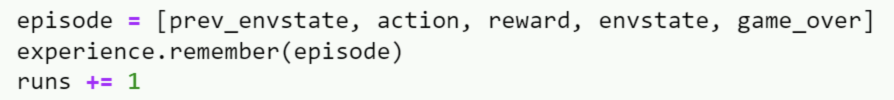 episode = [prev_envstate, action, reward, envstate, game_over]
experience.remember(episode)
runs += 1